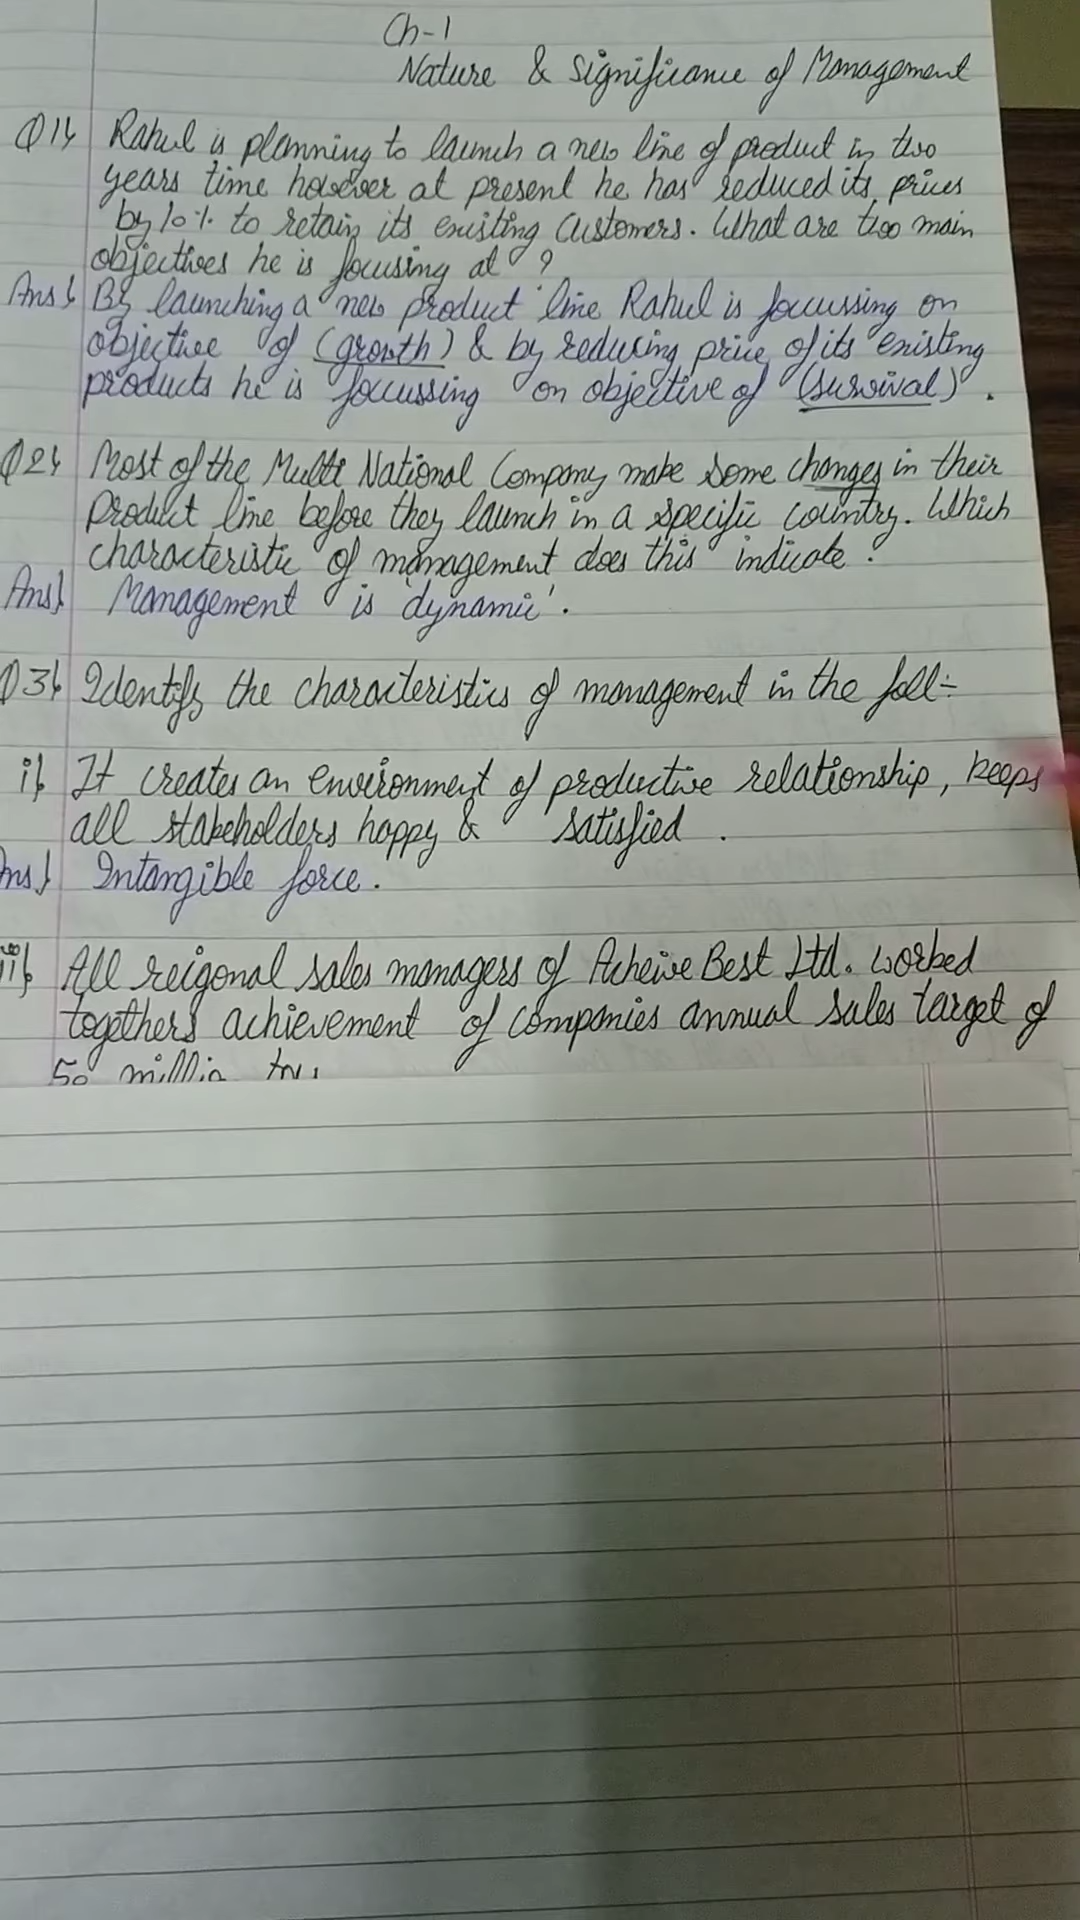 Ch-1
Nature & Significance of Management
Q1) Rahul is planning to launch a new line of product in two
years time however at present he has reduced its prices
by 10% to retain its existing customers. What are two main
objectives he is focusing at ?
Ans) By launching a new product line Rahul is focussing on
objective of (growth) & by reducing price of its existing
products he is focussing on objective of (survival).
Q2) Most of the Multi National Company make some changes in their
Product line before they launch in a specific country. Which
characteristic of management does this indicate.
Ans) Management is dynamic'.
Q3) Identify the characteristics of management in the foll:-
i) It creates an environment of productive relationship, keeps
all stakeholders happy & satisfied.
Ans) Intangible force.
ii) All reigonal sales managers of Acheive Best Ltd. worked
togethers achievement of companies annual sales target of
50